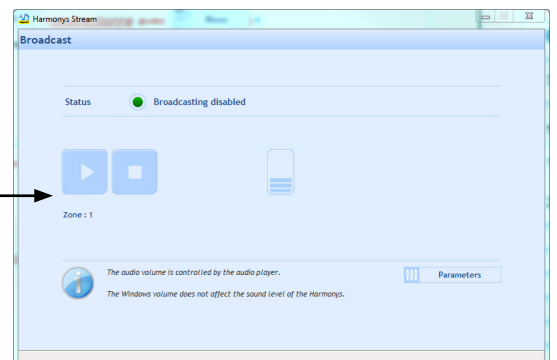 Harmonys Stream
Broadcast
Status Broadcasting disabled
Zone : 1
The audio volume is controlled by the audio player.
The Windows volume does not affect the sound level of the Harmonys.
Parameters